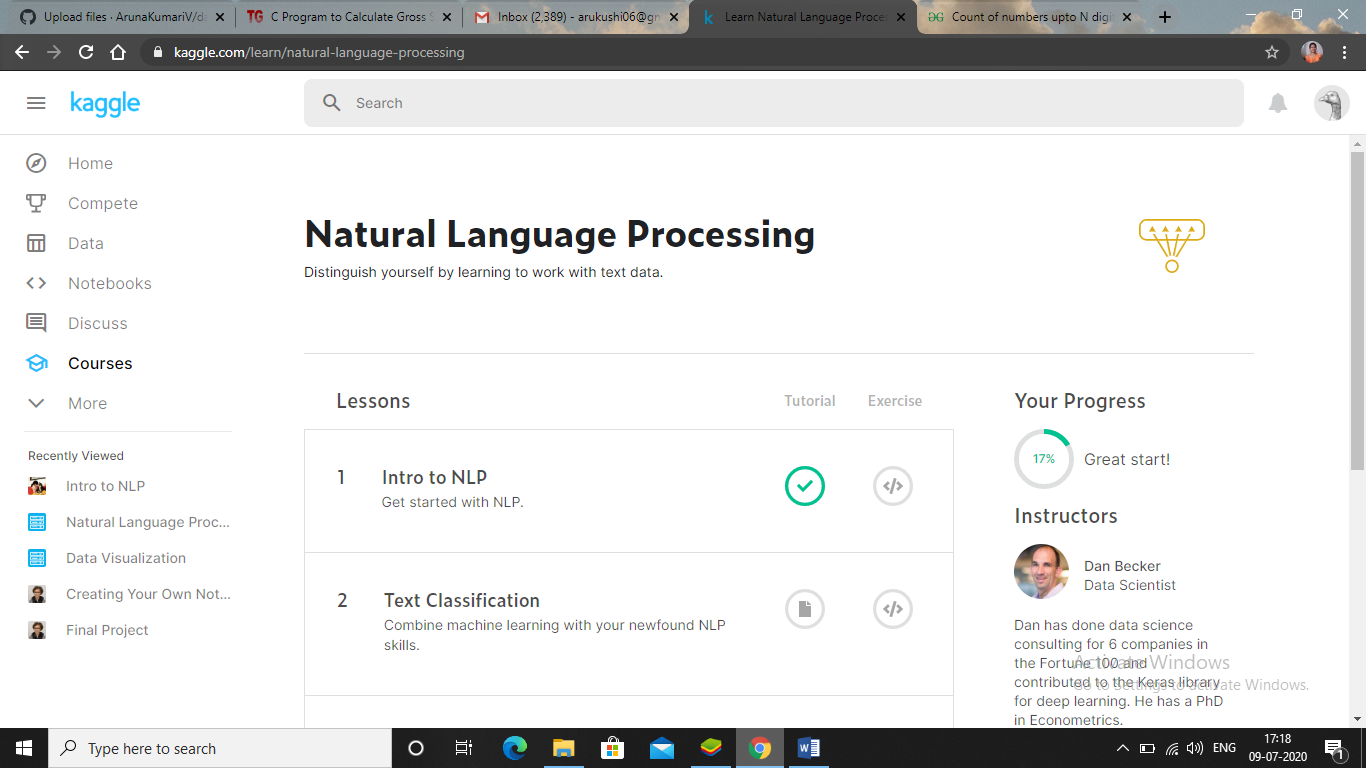 Upload files · ArunaKumariV/d
C Program to Calculate Gross S
Inbox (2,389) - arukushi06@gm
Learn Natural Language Proce
Count of numbers upto N digi
kaggle.com/learn/natural-language-processing
kaggle
Search
Home
Compete
Data
Notebooks
Discuss
Courses
More
Recently Viewed
Intro to NLP
Natural Language Proc...
Data Visualization
Creating Your Own Not...
Final Project
Natural Language Processing
Distinguish yourself by learning to work with text data.
Lessons Tutorial Exercise
1 Intro to NLP
Get started with NLP.
2 Text Classification
Combine machine learning with your newfound NLP
skills.
Your Progress
17% Great start!
Instructors
Dan Becker
Data Scientist
Dan has done data science
consulting for 6 companies in
the Fortune 100 and
contributed to the Keras library
for deep learning. He has a PhD
in Econometrics.
Activate Windows
Go to Settings to activate Windows.
Type here to search
ENG
17:18
09-07-2020
1